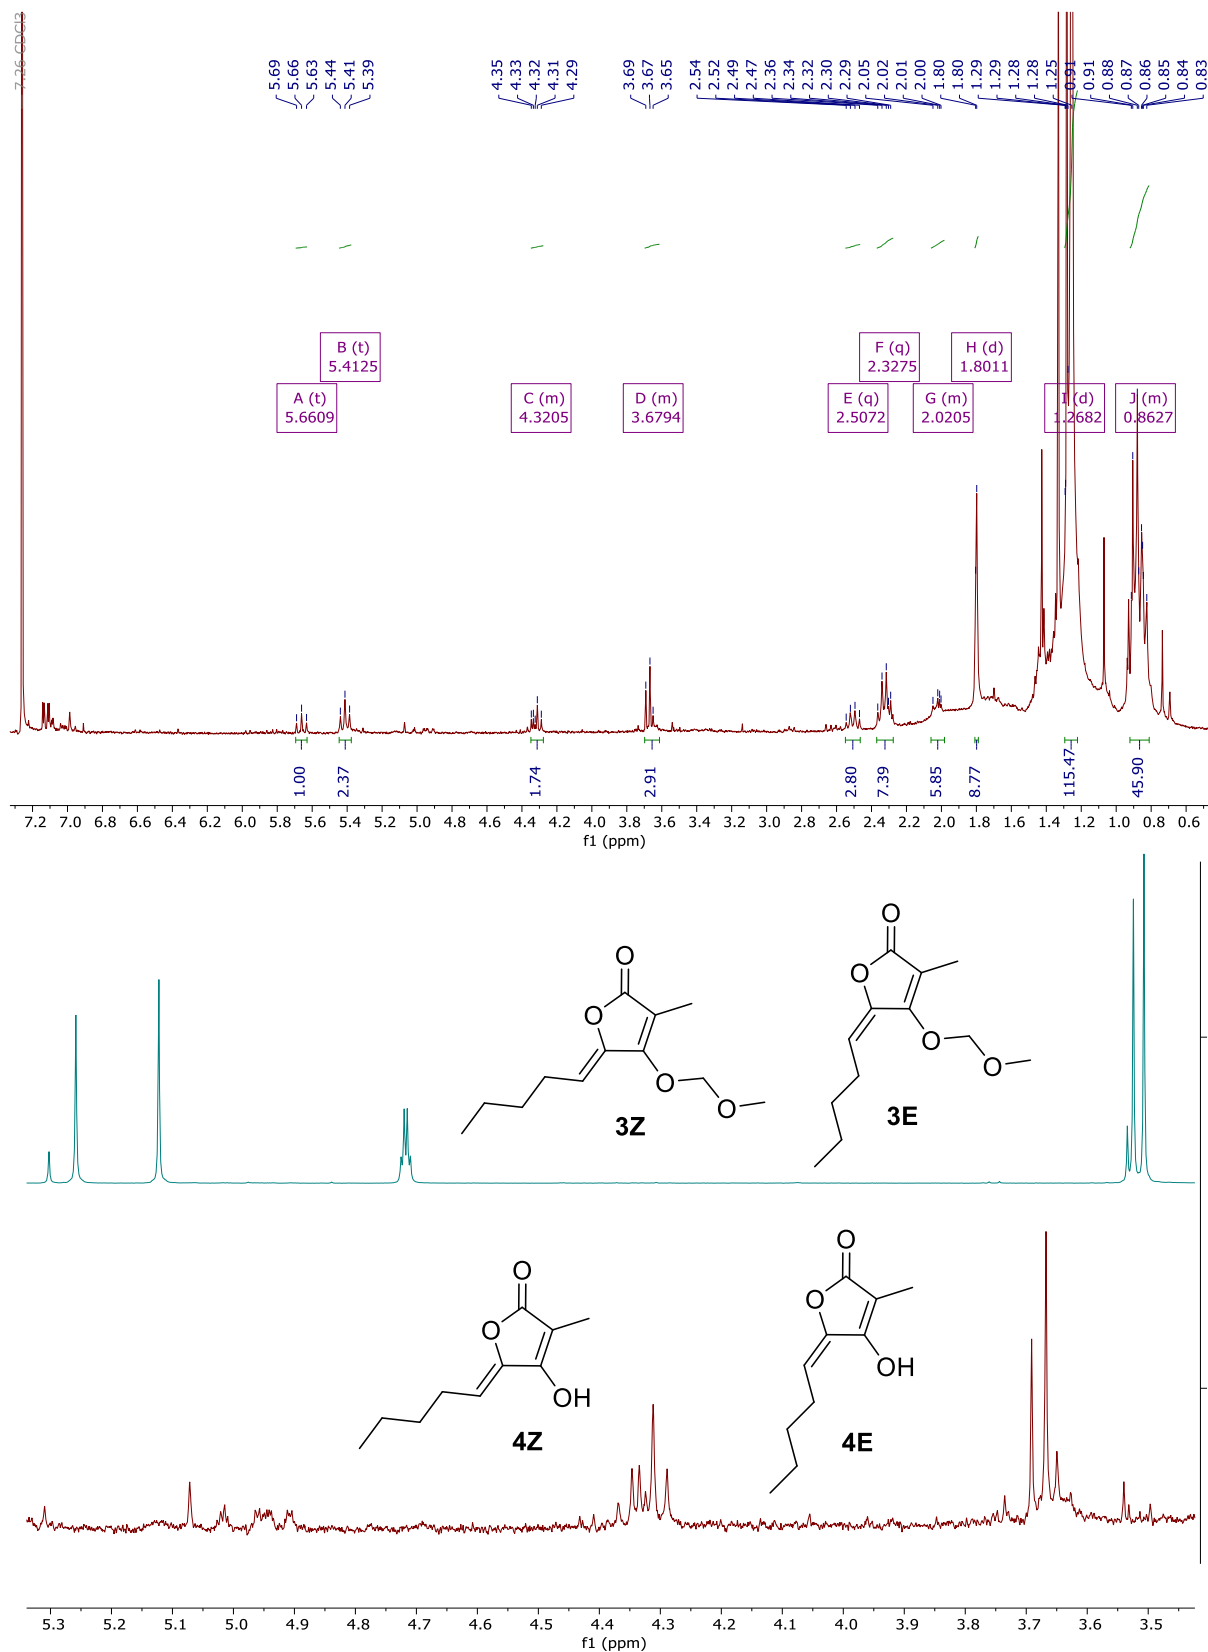 7.26 CDCl3
5.69
5.66
5.63
5.44
5.41
5.39
4.35
4.33
4.32
4.31
4.29
3.69
3.67
3.65
2.54
2.52
2.49
2.47
2.36
2.34
2.32
2.30
2.29
2.05
2.02
2.01
2.00
1.80
1.80
1.29
1.29
1.28
1.28
1.25
0.91
0.91
0.88
0.87
0.86
0.85
0.84
0.83
B (t)
5.4125
F (q)
2.3275
H (d)
1.8011
A (t)
5.6609
C (m)
4.3205
D (m)
3.6794
E (q)
2.5072
G (m)
2.0205
I (d)
1.2682
J (m)
0.8627
1.00
2.37
1.74
2.91
2.80
7.39
5.85
8.77
115.47
45.90
7.2 7.0 6.8 6.6 6.4 6.2 6.0 5.8 5.6 5.4 5.2 5.0 4.8 4.6 4.4 4.2 4.0 3.8 3.6 3.4 3.2 3.0 2.8 2.6 2.4 2.2 2.0 1.8 1.6 1.4 1.2 1.0 0.8 0.6
f1 (ppm)
O
O
O
O
3Z
O
O
O
O
3E
O
O
OH
4Z
O
O
OH
4E
5.3 5.2 5.1 5.0 4.9 4.8 4.7 4.6 4.5 4.4 4.3 4.2 4.1 4.0 3.9 3.8 3.7 3.6 3.5
f1 (ppm)